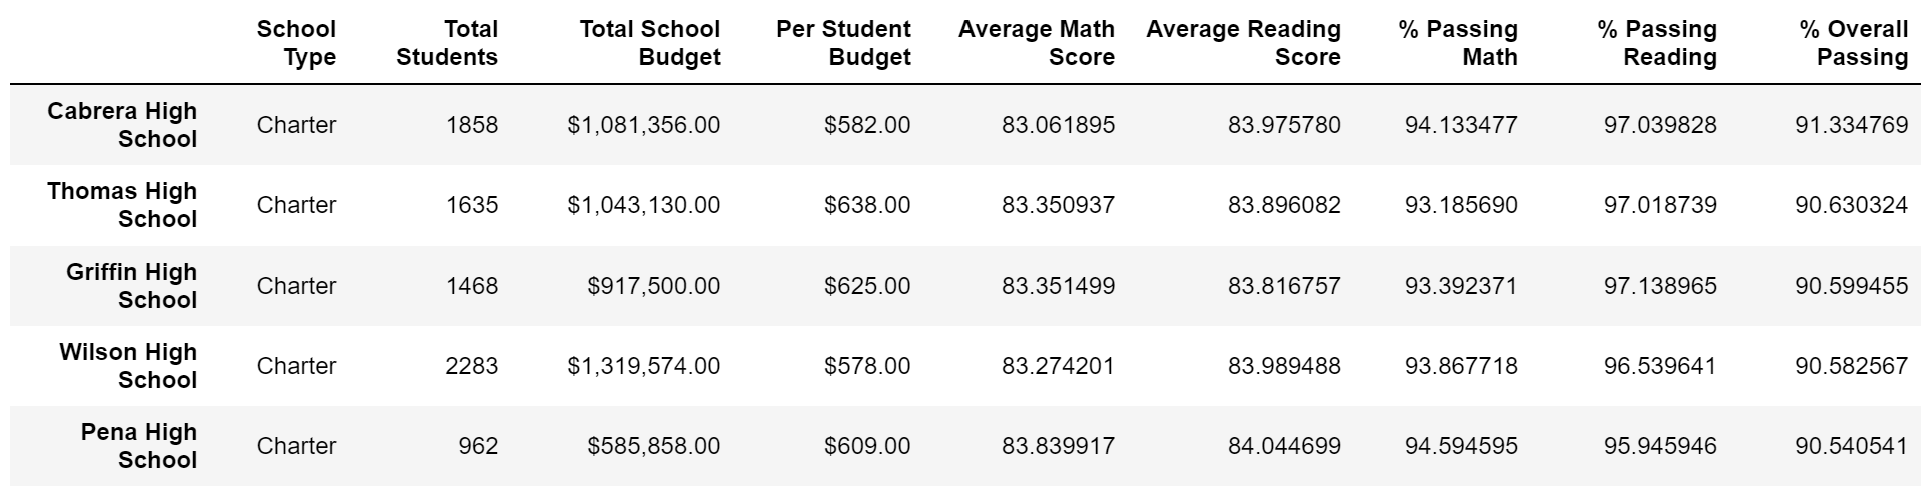 School Type Total Students Total School Budget Per Student Budget Average Math Score Average Reading Score % Passing Math % Passing Reading % Overall Passing
Cabrera High School Charter 1858 $1,081,356.00 $582.00 83.061895 83.975780 94.133477 97.039828 91.334769
Thomas High School Charter 1635 $1,043,130.00 $638.00 83.350937 83.896082 93.185690 97.018739 90.630324
Griffin High School Charter 1468 $917,500.00 $625.00 83.351499 83.816757 93.392371 97.138965 90.599455
Wilson High School Charter 2283 $1,319,574.00 $578.00 83.274201 83.989488 93.867718 96.539641 90.582567
Pena High School Charter 962 $585,858.00 $609.00 83.839917 84.044699 94.594595 95.945946 90.540541